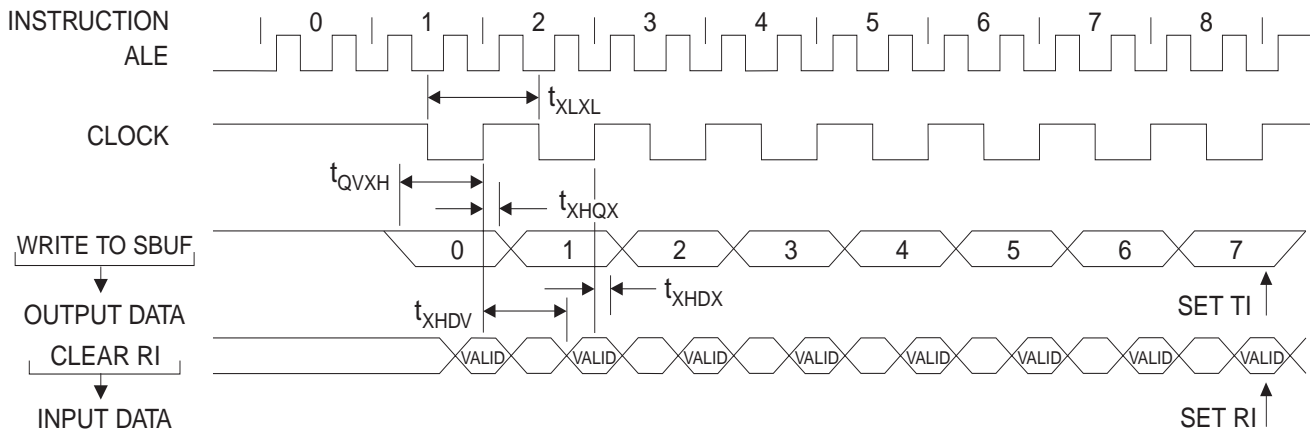 INSTRUCTION 0 1 2 3 4 5 6 7 8
ALE
tXLXL
CLOCK
tQVXH
tXHQX
WRITE TO SBUF 0 1 2 3 4 5 6 7
tXHDX
SET TI
OUTPUT DATA
tXHDV
CLEAR RI VALID VALID VALID VALID VALID VALID VALID VALID
INPUT DATA
SET RI